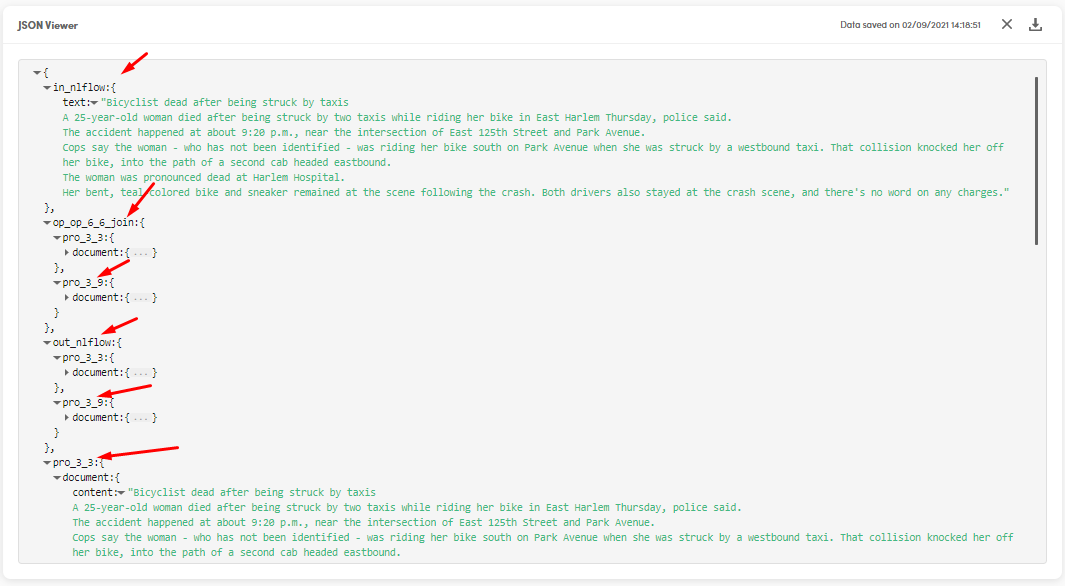 JSON Viewer
Data saved on 02/09/2021 14:18:51
{
in_nlflow:{
text:"Bicyclist dead after being struck by taxis
A 25-year-old woman died after being struck by two taxis while riding her bike in East Harlem Thursday, police said.
The accident happened at about 9:20 p.m., near the intersection of East 125th Street and Park Avenue.
Cops say the woman - who has not been identified - was riding her bike south on Park Avenue when she was struck by a westbound taxi. That collision knocked her off
her bike, into the path of a second cab headed eastbound.
The woman was pronounced dead at Harlem Hospital.
Her bent, teal colored bike and sneaker remained at the scene following the crash. Both drivers also stayed at the crash scene, and there's no word on any charges."
},
op_op_6_6_join:{
pro_3_3:{
document:{ ... }
},
pro_3_9:{
document:{ ... }
}
},
out_nlflow:{
pro_3_3:{
document:{ ... }
},
pro_3_9:{
document:{ ... }
}
},
pro_3_3:{
document:{
content:"Bicyclist dead after being struck by taxis
A 25-year-old woman died after being struck by two taxis while riding her bike in East Harlem Thursday, police said.
The accident happened at about 9:20 p.m., near the intersection of East 125th Street and Park Avenue.
Cops say the woman - who has not been identified - was riding her bike south on Park Avenue when she was struck by a westbound taxi. That collision knocked her off
her bike, into the path of a second cab headed eastbound.